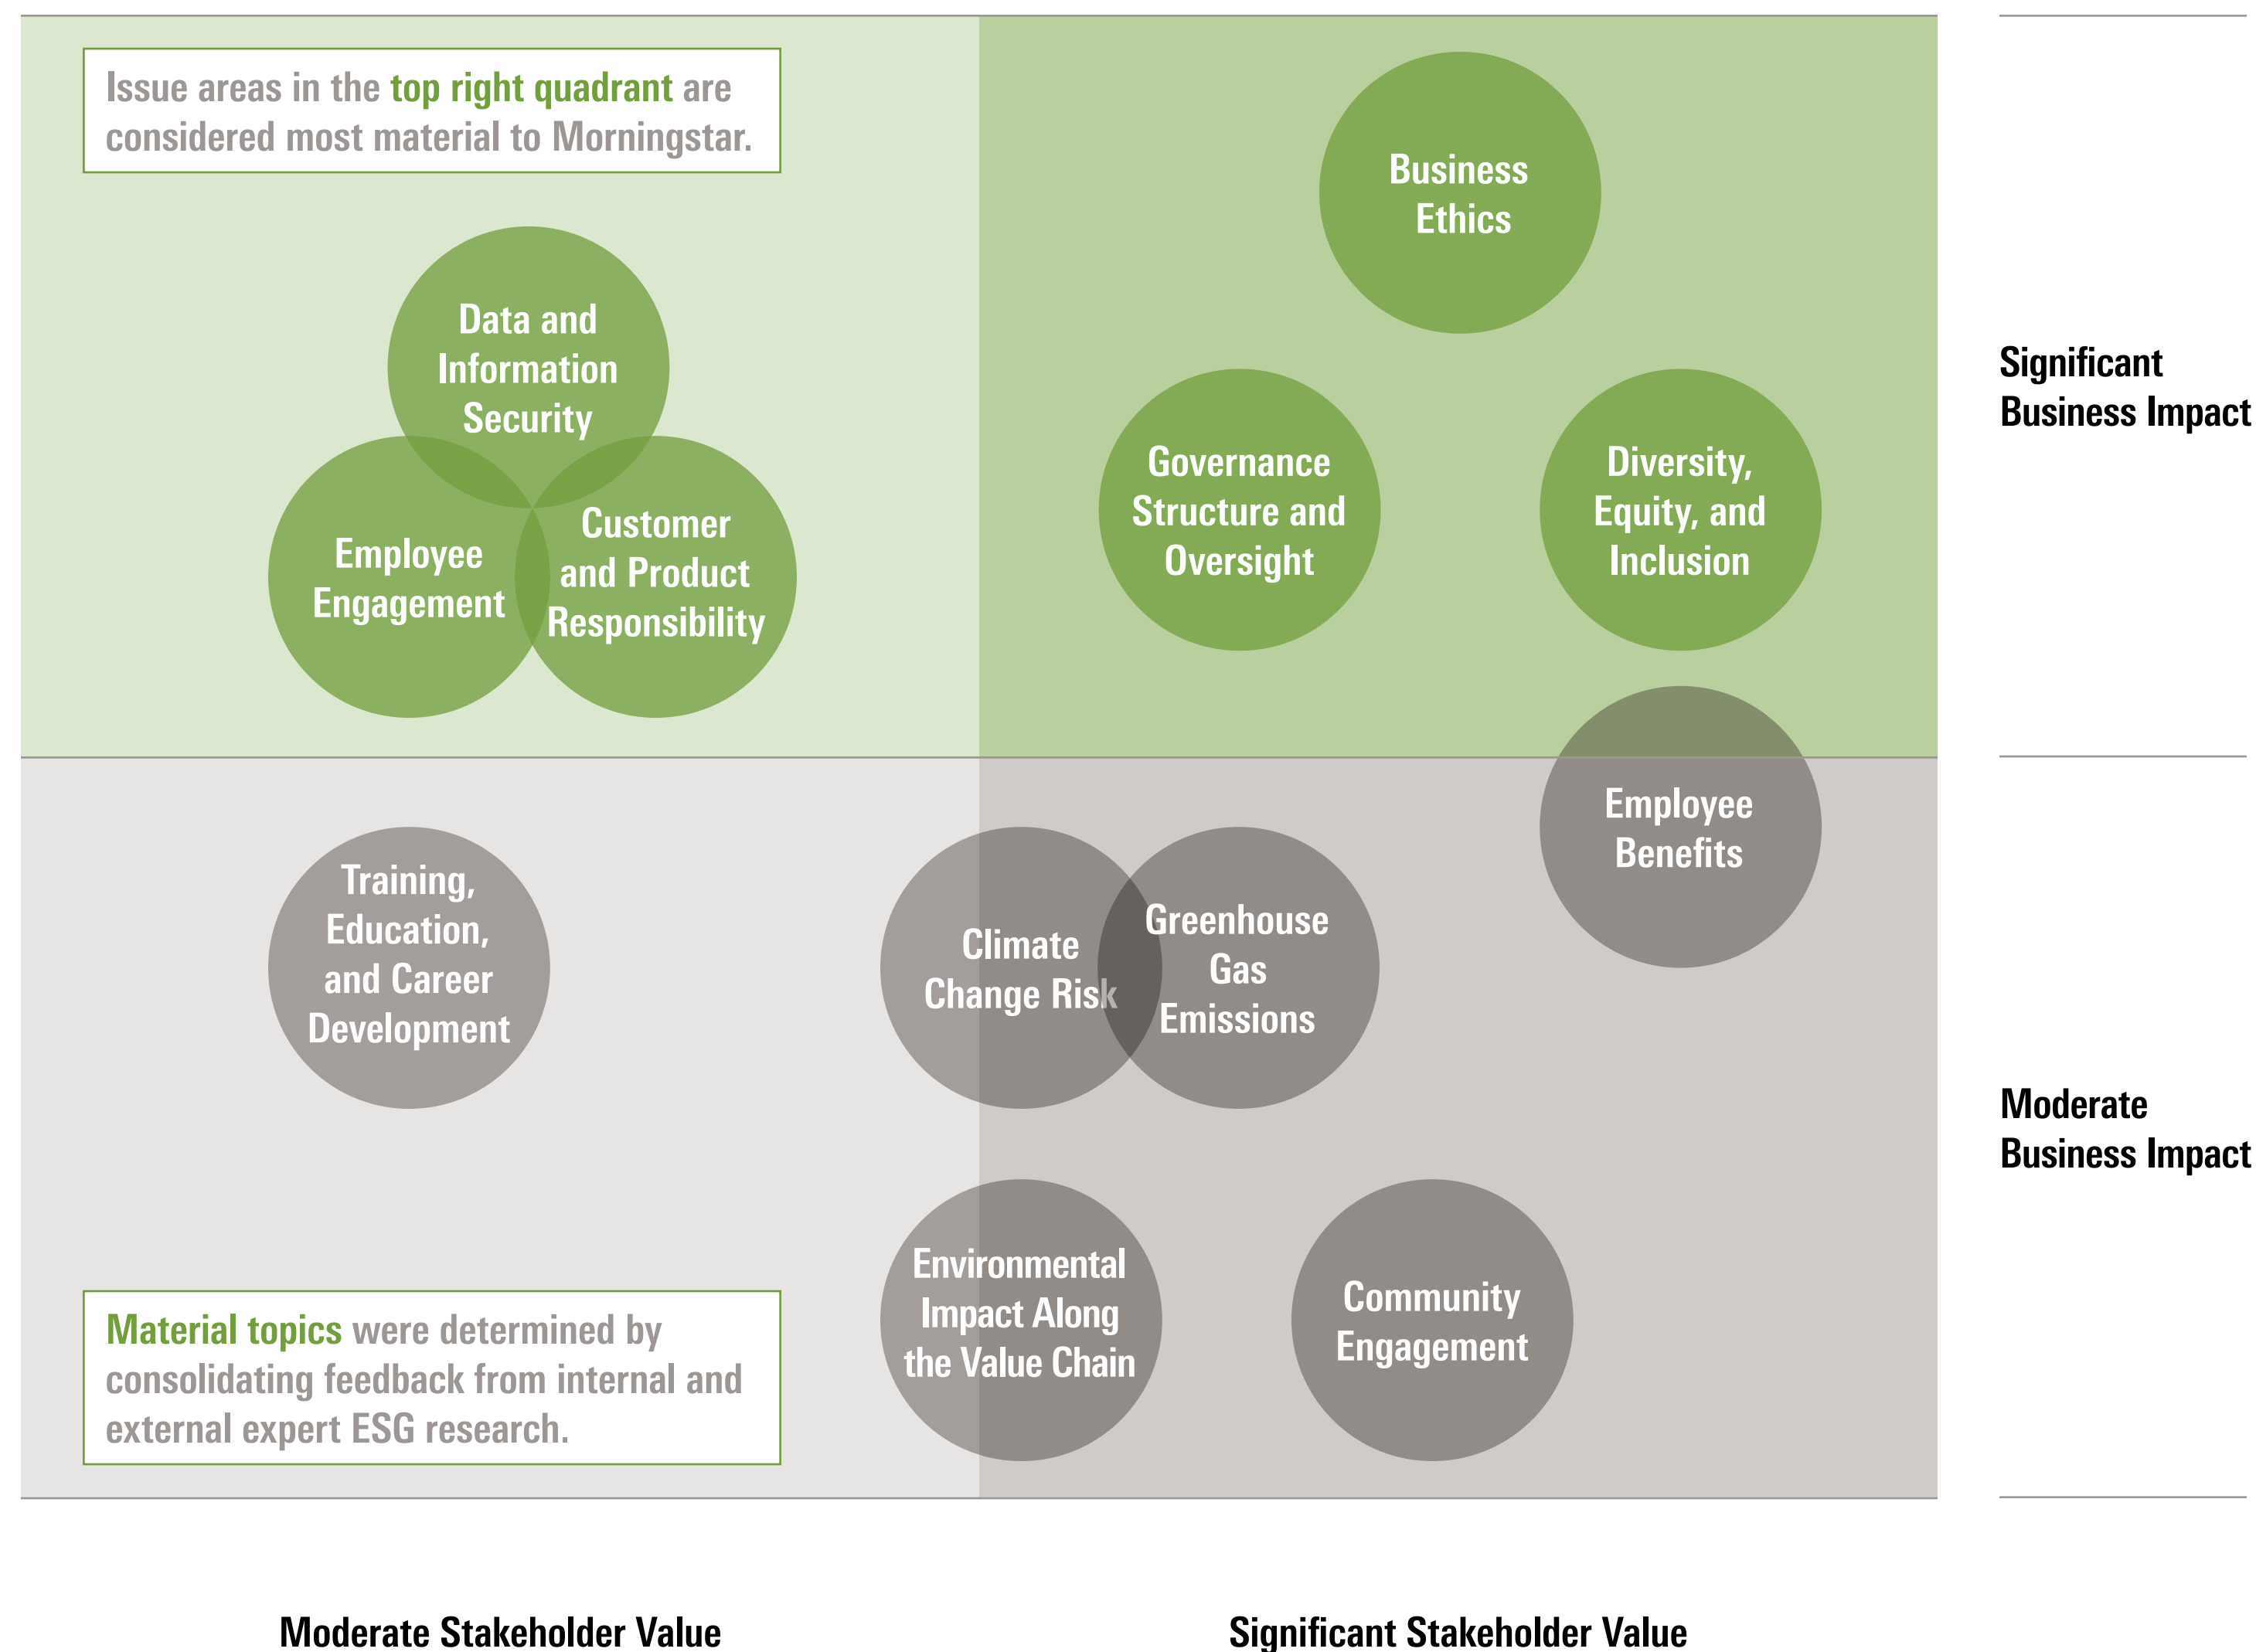 Issue areas in the top right quadrant are
considered most material to Morningstar.
Business
Ethics
Data and
Information
Security
Employee
Engagement
Customer
and Product
Responsibility
Governance
Structure and
Oversight
Diversity,
Equity, and
Inclusion
Significant
Business Impact
Employee
Benefits
Training,
Education,
and Career
Development
Climate
Change Risk
Greenhouse
Gas
Emissions
Moderate
Business Impact
Environmental
Impact Along
the Value Chain
Community
Engagement
Material topics were determined by
consolidating feedback from internal and
external expert ESG research.
Moderate Stakeholder Value
Significant Stakeholder Value